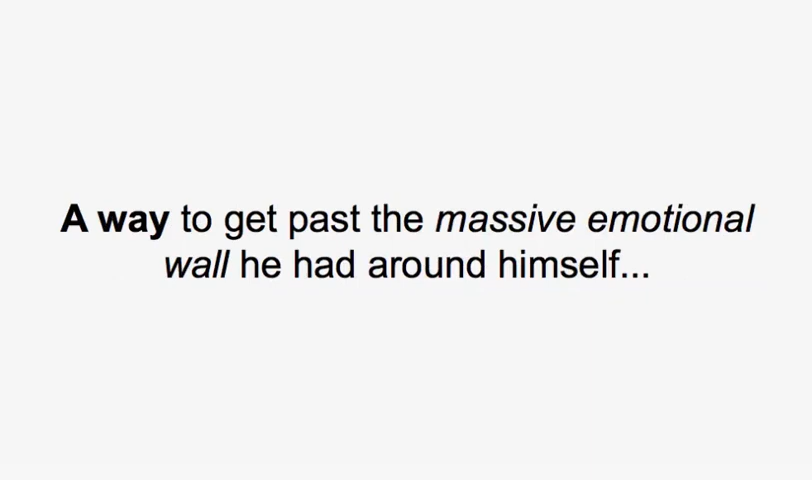 A way to get past the massive emotional
wall he had around himself...